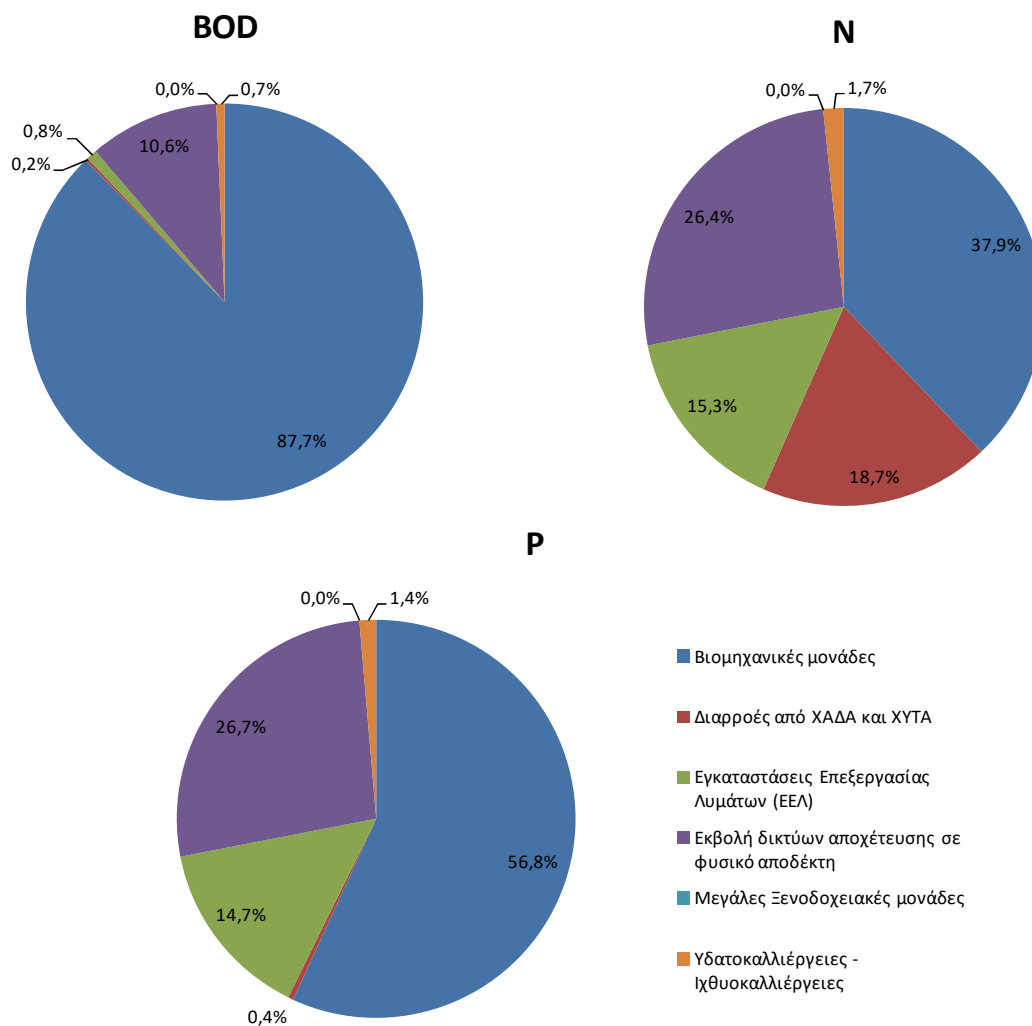 BOD
0,0%
0,7%
0,8%
0,2%
10,6%
87,7%
N
0,0%
1,7%
26,4%
37,9%
15,3%
18,7%
P
0,0%
1,4%
26,7%
56,8%
14,7%
0,4%
Βιομηχανικές μονάδες
Διαρροές από ΧΑΔΑ και ΧΥΤΑ
Εγκαταστάσεις Επεξεργασίας
Λυμάτων (ΕΕΛ)
Εκβολή δικτύων αποχέτευσης σε
φυσικό αποδέκτη
Μεγάλες Ξενοδοχειακές μονάδες
Υδατοκαλλιέργειες -
Ιχθυοκαλλιέργειες